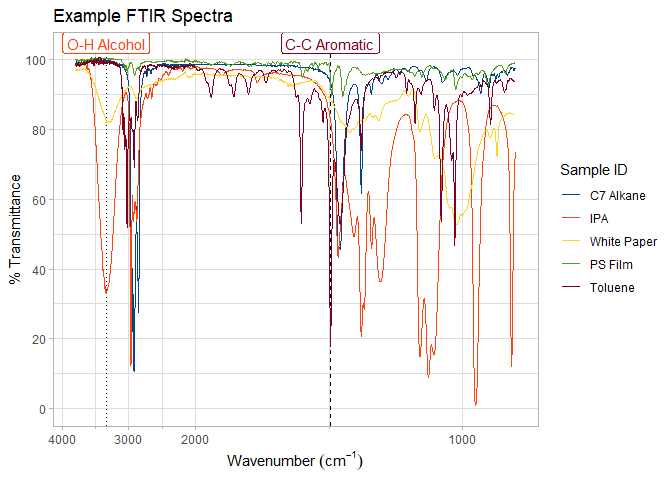 Example FTIR Spectra
O-H Alcohol
C-C Aromatic
100
80
60
40
20
0
% Transmittance
4000 3000 2000 1000
Wavenumber (cm⁻¹)
Sample ID
C7 Alkane
IPA
White Paper
PS Film
Toluene